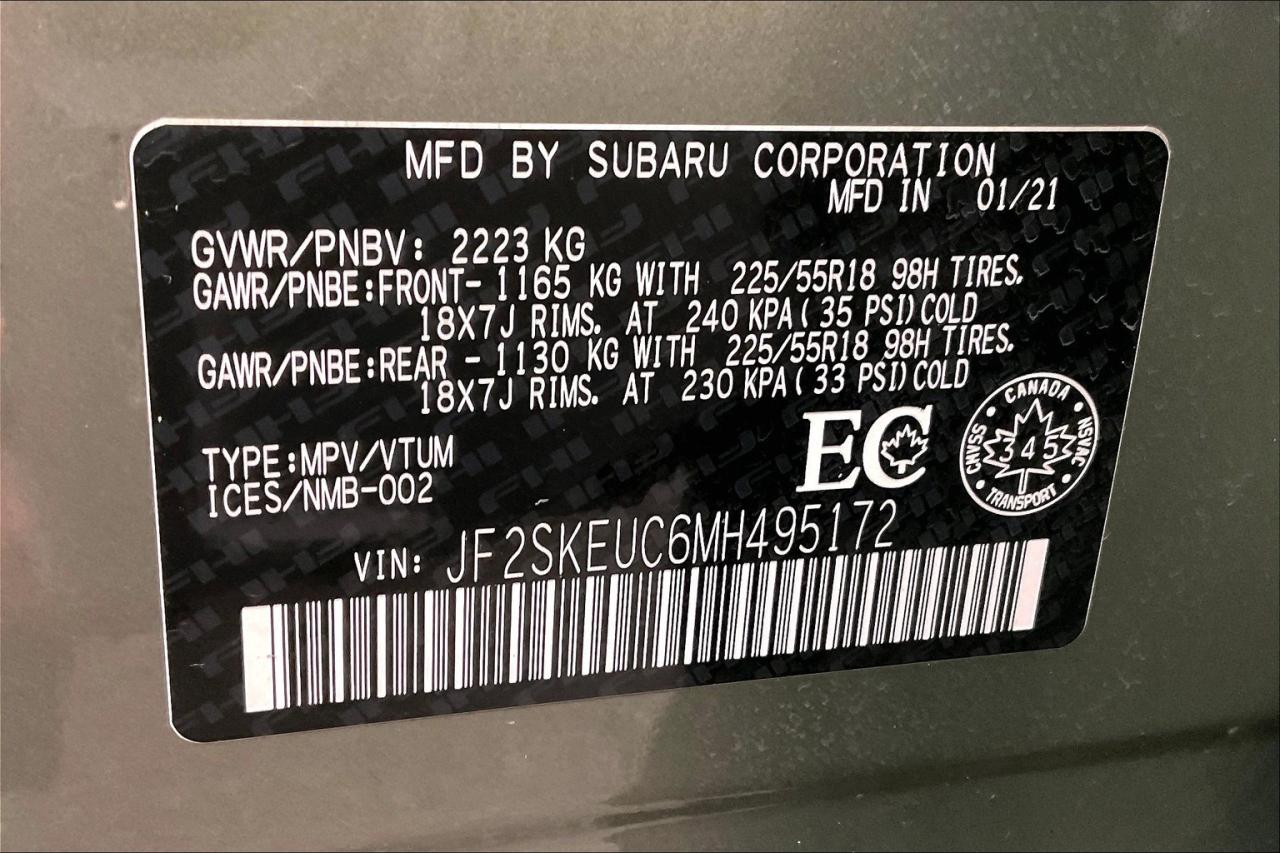 MFD BY SUBARU CORPORATION
MFD IN 01/21
GVWR/PNBV: 2223 KG
GAWR/PNBE:FRONT- 1165 KG WITH 225/55R18 98H TIRES.
18X7J RIMS. AT 240 KPA( 35 PSI)COLD
GAWR/PNBE:REAR - 1130 KG WITH 225/55R18 98H TIRES.
18X7J RIMS. AT 230 KPA( 33 PSI)COLD
TYPE:MPV/VTUM
ICES/NMB-002
EC
CANADA
CMVSS 345 NSVAC
TRANSPORT
VIN: JF2SKEUC6MH495172